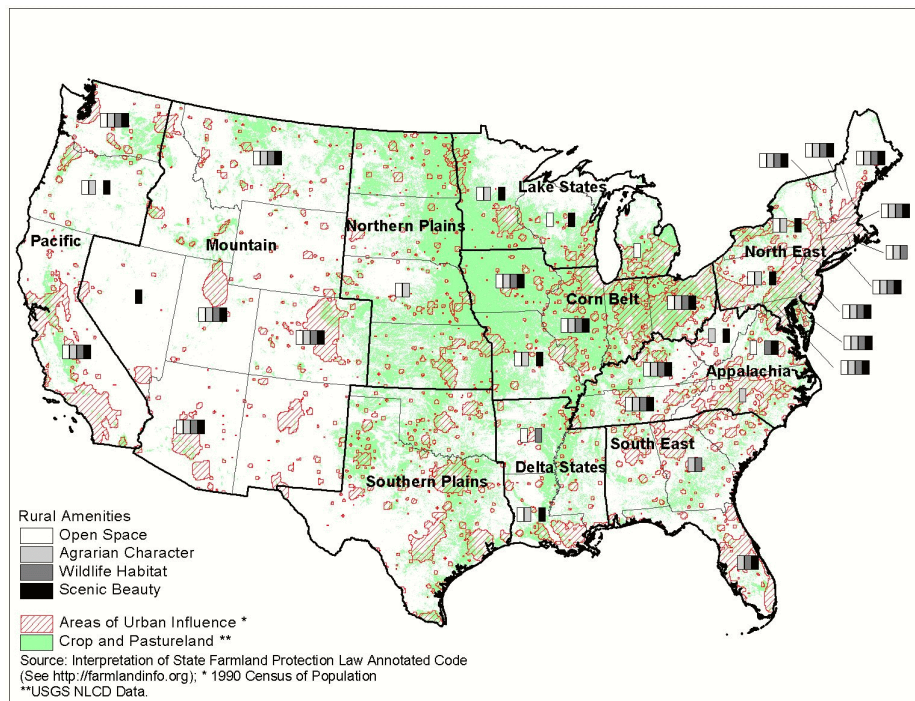 Lake States
Pacific
Mountain
Northern Plains
North East
Corn Belt
Appalachia
South East
Delta States
Southern Plains
Rural Amenities
Open Space
Agrarian Character
Wildlife Habitat
Scenic Beauty
Areas of Urban Influence *
Crop and Pastureland **
Source: Interpretation of State Farmland Protection Law Annotated Code
(See http://farmlandinfo.org); * 1990 Census of Population
**USGS NLCD Data.